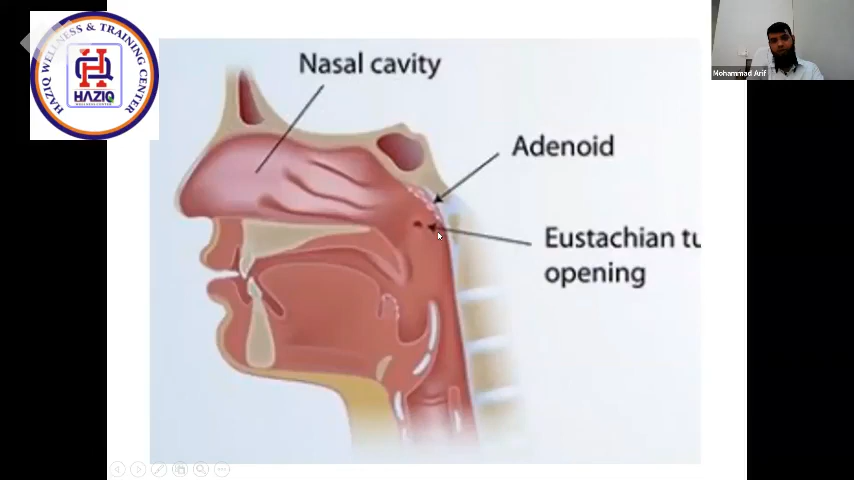 HAZIQ WELLNESS & TRAINING CENTER
HAZIQ
Mohammad Arif
Nasal cavity
Adenoid
Eustachian tu
opening